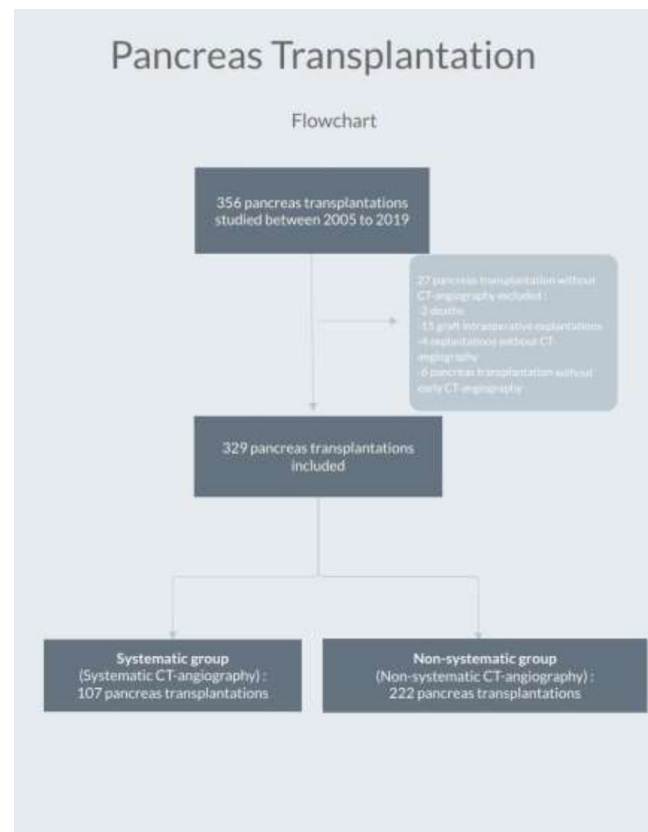 Pancreas Transplantation
Flowchart
356 pancreas transplantations
studied between 2005 to 2019
27 pancreas transplantation without
CT-angiography excluded :
-2 deaths
-15 graft intraoperative explantations
-4 explantations without CT-
angiography
-6 pancreas transplantation without
early CT-angiography
329 pancreas transplantations
included
Systematic group
(Systematic CT-angiography) :
107 pancreas transplantations
Non-systematic group
(Non-systematic CT-angiography) :
222 pancreas transplantations